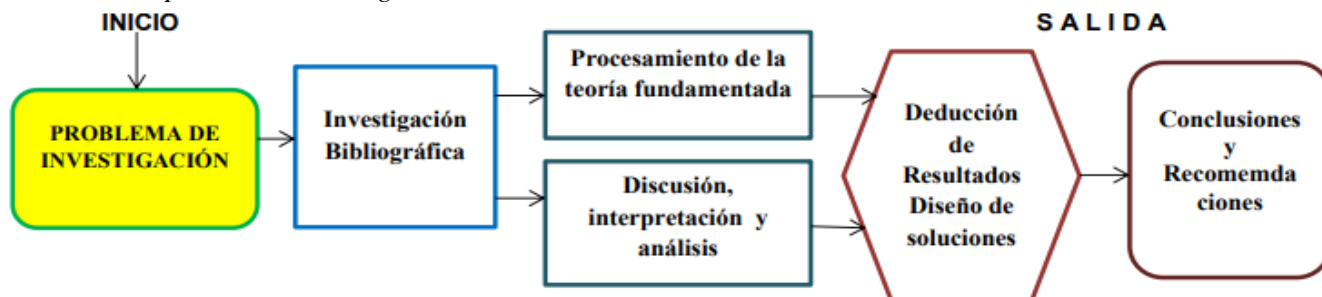 INICIO
S A L I D A
PROBLEMA DE
INVESTIGACIÓN
Investigación
Bibliográfica
Procesamiento de la
teoría fundamentada
Discusión,
interpretación y
análisis
Deducción
de
Resultados
Diseño de
soluciones
Conclusiones
y
Recomemda
ciones